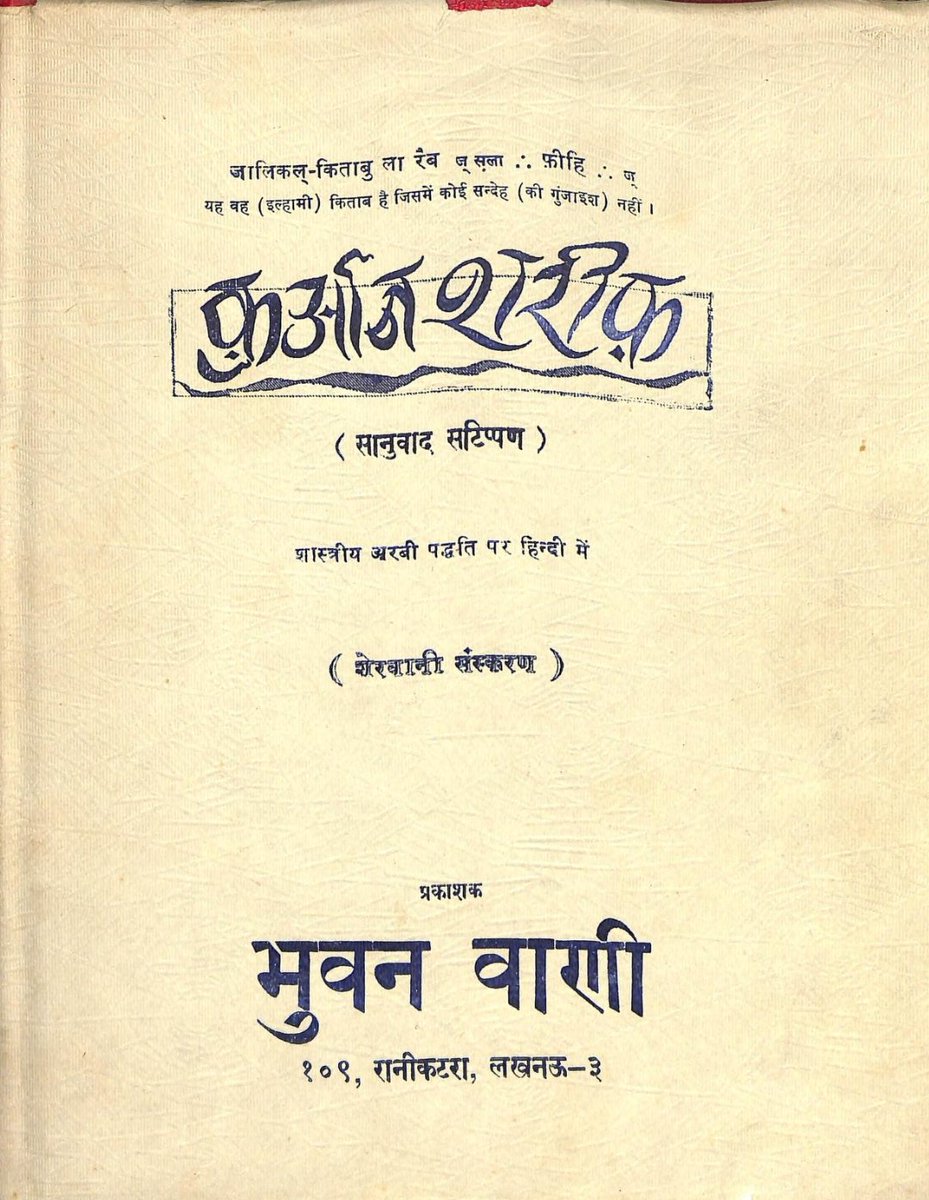 जालिकल्-किताबु ला रैब ज् सला ∴ फ़ीहि ∴ ज्
यह वह (इल्हामी) किताब है जिसमें कोई सन्देह (की गुंजाइश) नहीं ।
क़ुर्आन शरीफ़
( सानुवाद सटिप्पण )
शास्त्रीय अरबी पद्धति पर हिन्दी में
( शेरवानी संस्करण )
प्रकाशक
भुवन वाणी
१०९, रानीकटरा, लखनऊ-३